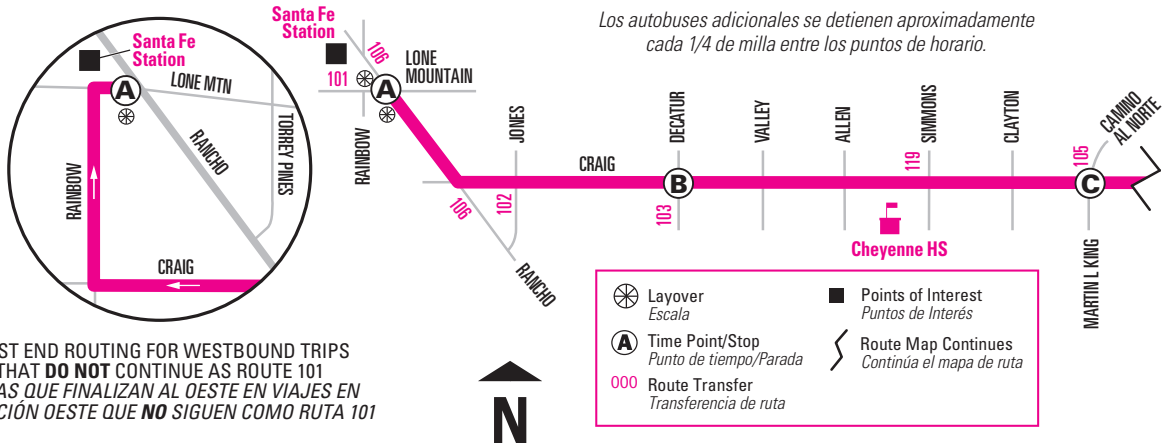 Los autobuses adicionales se detienen aproximadamente
cada 1/4 de milla entre los puntos de horario.
Santa Fe
Station
A
LONE MTN
RANCHO
TORREY PINES
RAINBOW
CRAIG
Santa Fe
Station
106
101
LONE
MOUNTAIN
A
RAINBOW
106
102
JONES
RANCHO
CRAIG
DECATUR
B
103
VALLEY
ALLEN
SIMMONS
119
CLAYTON
CAMINO
AL NORTE
105
C
MARTIN L KING
Cheyenne HS
ST END ROUTING FOR WESTBOUND TRIPS
THAT DO NOT CONTINUE AS ROUTE 101
AS QUE FINALIZAN AL OESTE EN VIAJES EN
CIÓN OESTE QUE NO SIGUEN COMO RUTA 101
N
Layover
Escala
A Time Point/Stop
Punto de tiempo/Parada
000 Route Transfer
Transferencia de ruta
Points of Interest
Puntos de Interés
Route Map Continues
Continúa el mapa de ruta